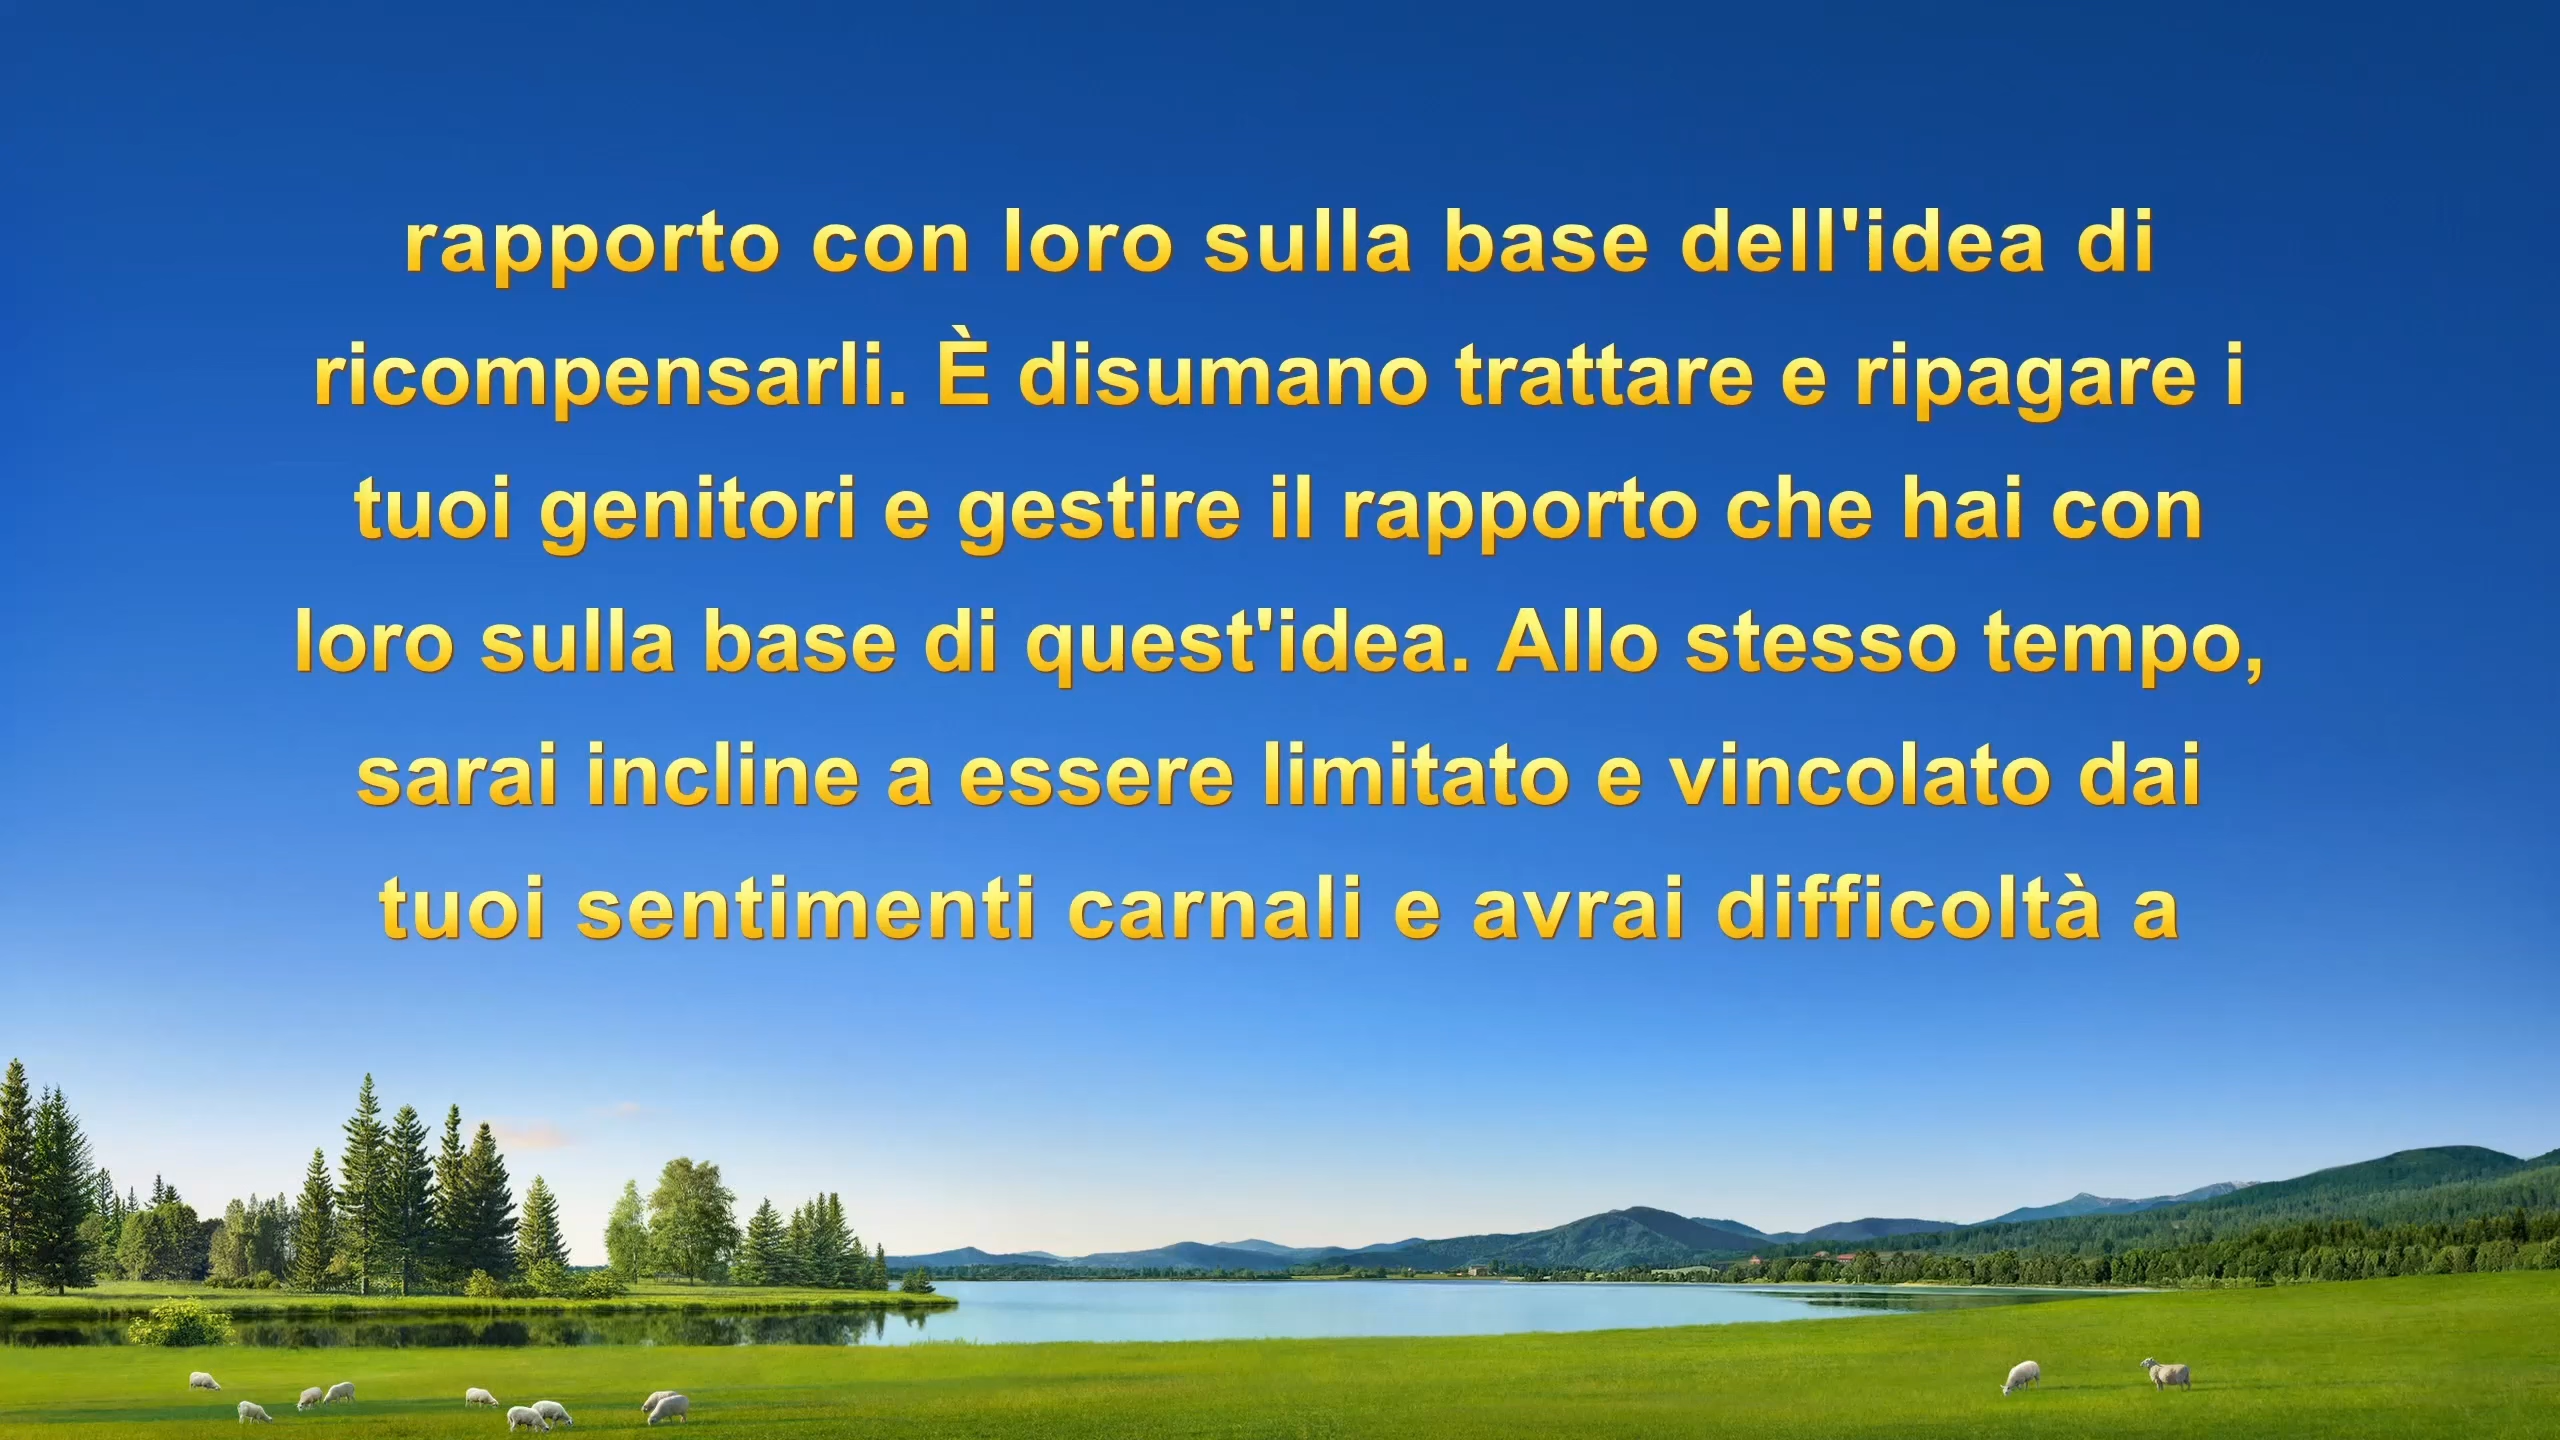 rapporto con loro sulla base dell'idea di
ricompensarli. È disumano trattare e ripagare i
tuoi genitori e gestire il rapporto che hai con
loro sulla base di quest'idea. Allo stesso tempo,
sarai incline a essere limitato e vincolato dai
tuoi sentimenti carnali e avrai difficoltà a